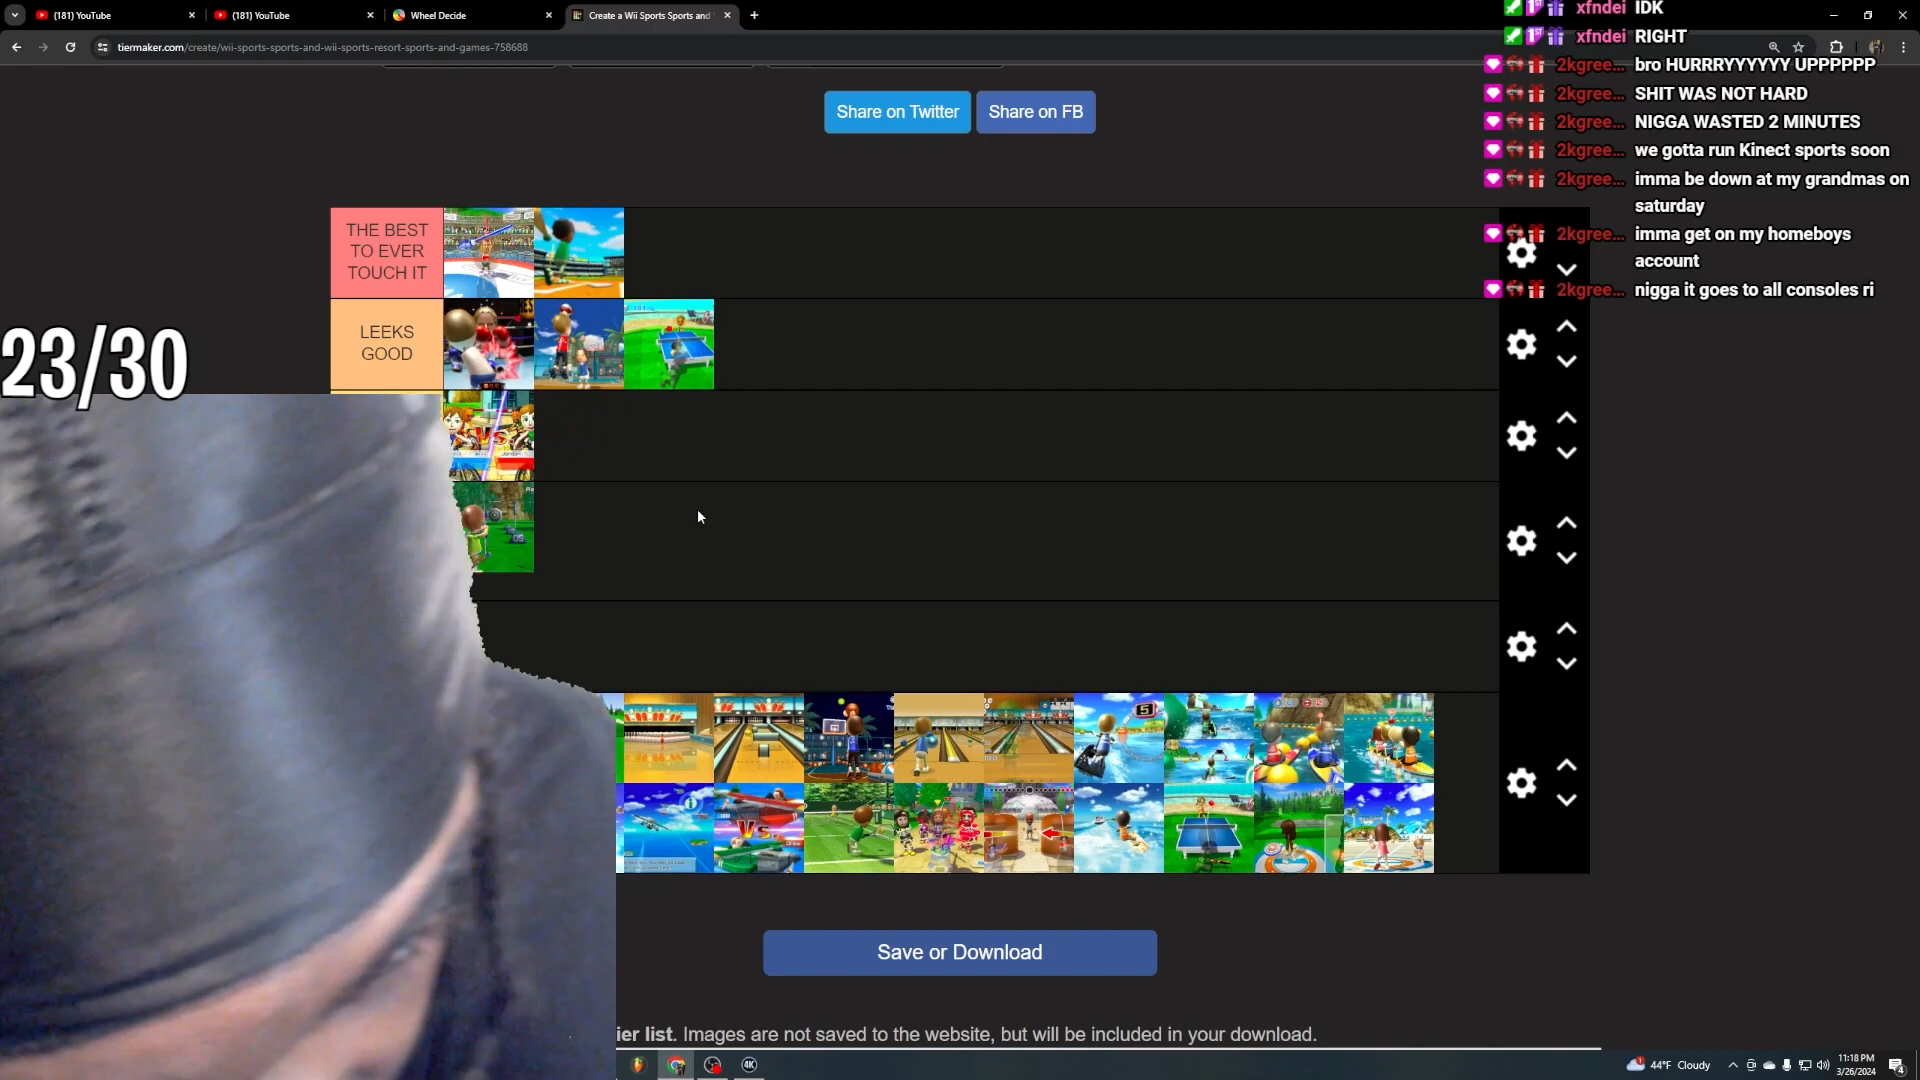 (181) YouTube
(181) YouTube
Wheel Decide
Create a Wii Sports Sports and
tiermaker.com/create/wii-sports-sports-and-wii-sports-resort-sports-and-games-758688
xfndei IDK
xfndei RIGHT
2kgree... bro HURRRYYYYYY UPPPPPP
2kgree... SHIT WAS NOT HARD
2kgree... NIGGA WASTED 2 MINUTES
2kgree... we gotta run Kinect sports soon
2kgree... imma be down at my grandmas on
saturday
2kgree... imma get on my homeboys
account
2kgree... nigga it goes to all consoles ri
Share on Twitter
Share on FB
THE BEST
TO EVER
TOUCH IT
LEEKS
GOOD
23/30
VS
VS
Save or Download
ier list. Images are not saved to the website, but will be included in your download.
4K
44°F Cloudy
11:18 PM
3/26/2024